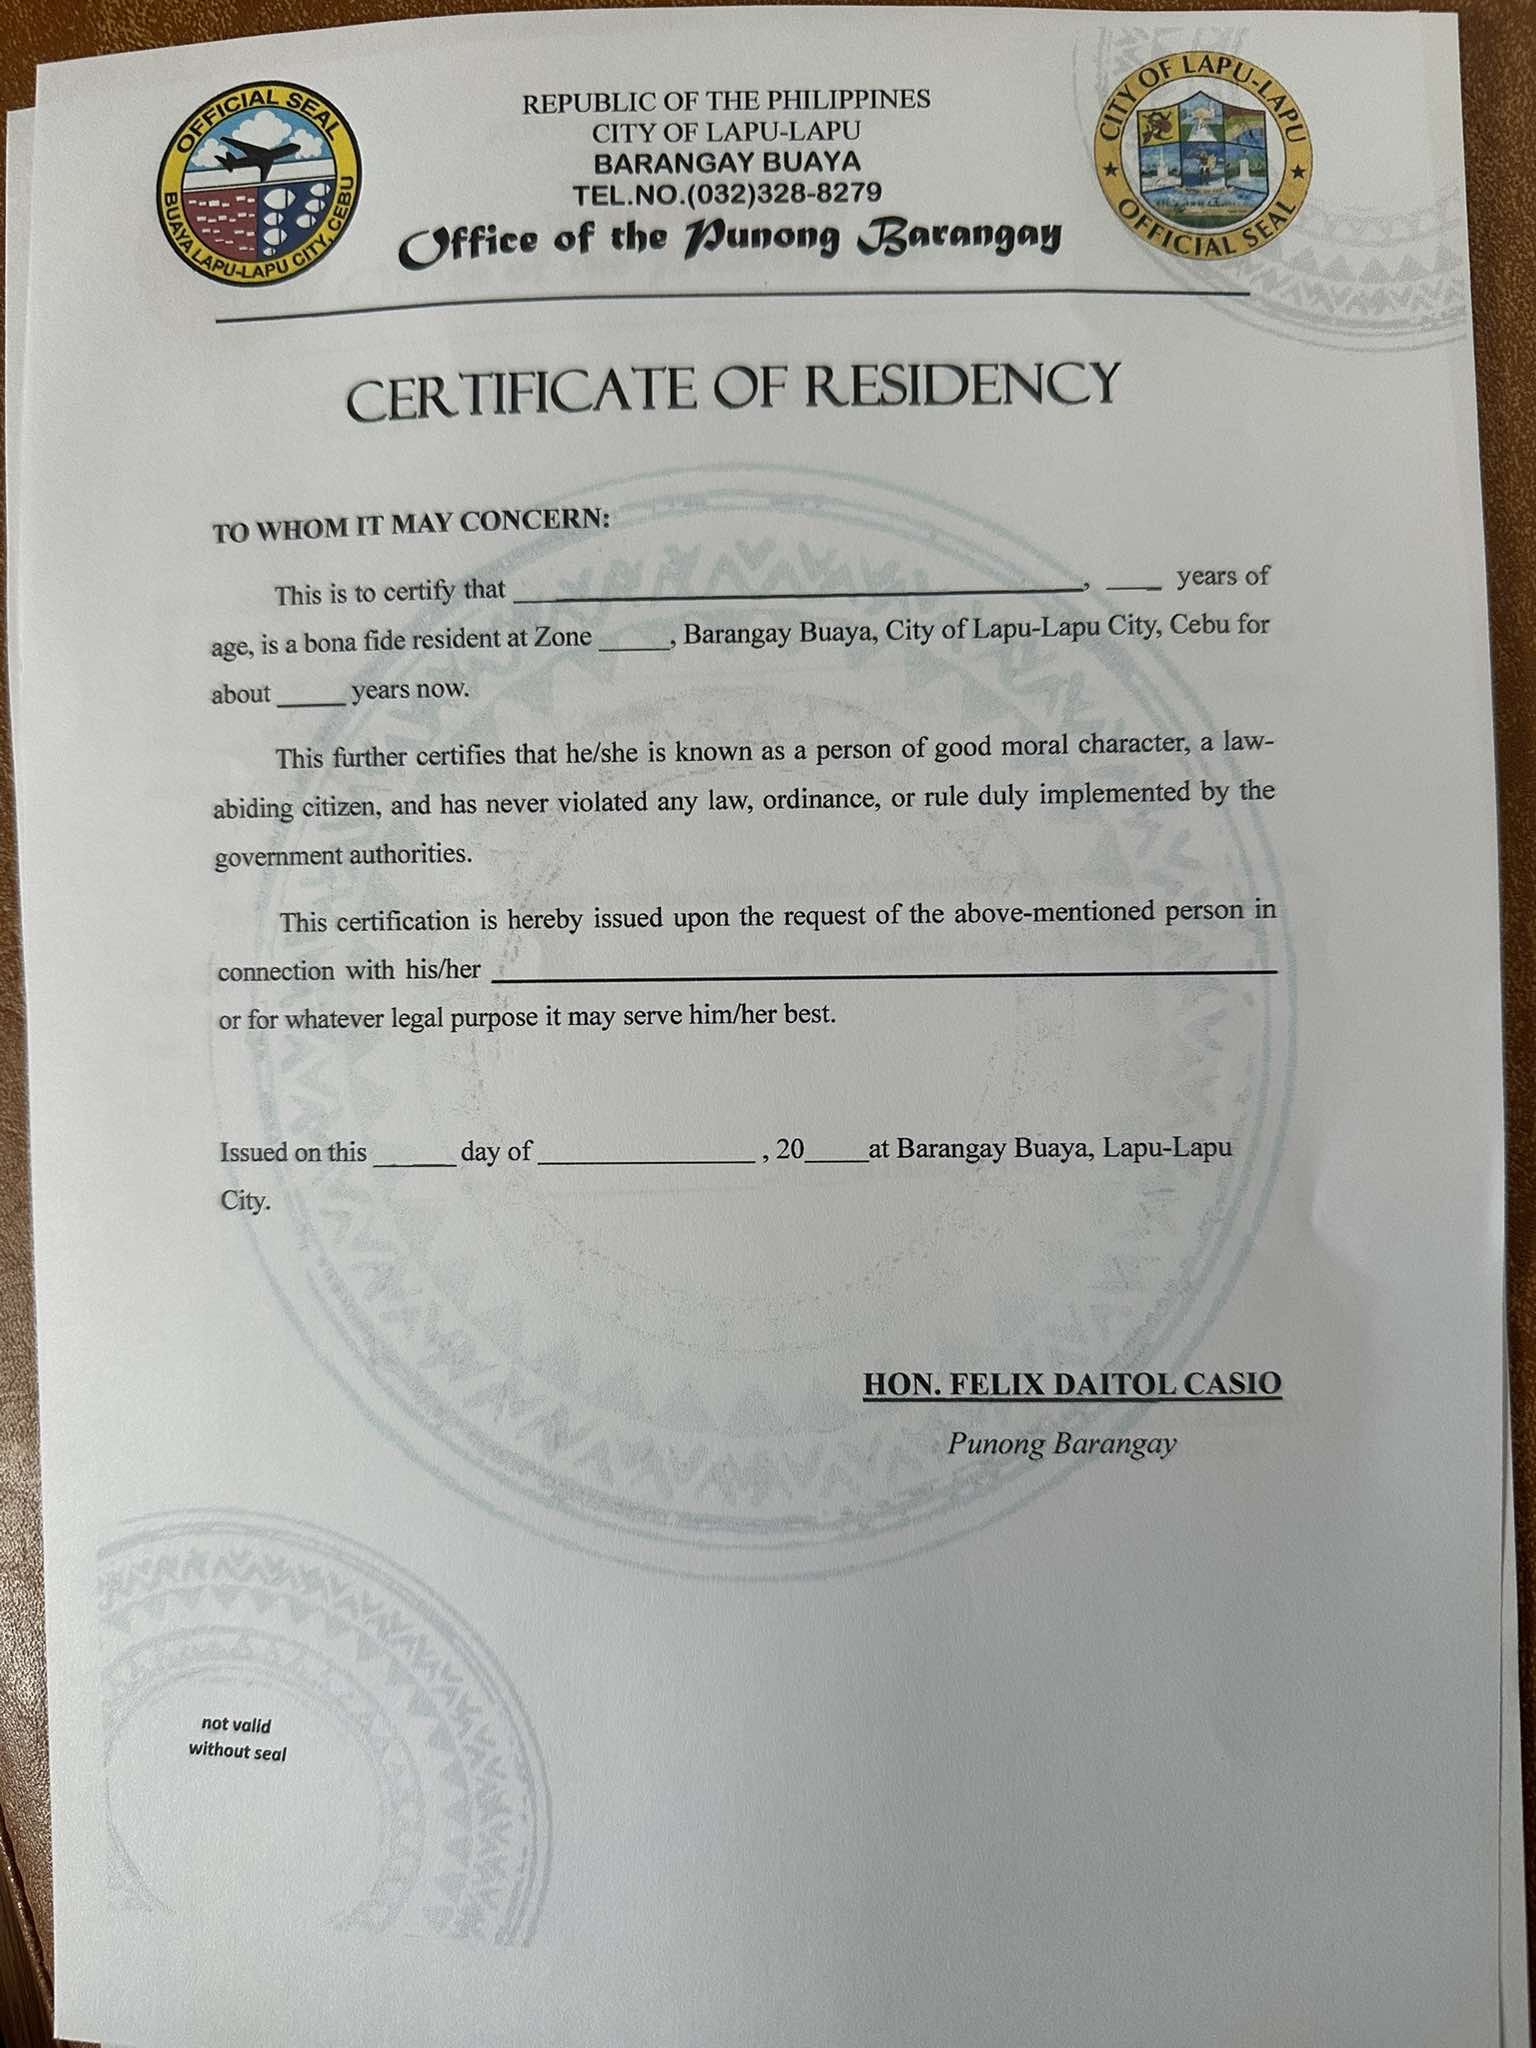 OFFICIAL SEAL
BUAYA LAPU-LAPU CITY, CEBU
REPUBLIC OF THE PHILIPPINES
CITY OF LAPU-LAPU
BARANGAY BUAYA
TEL.NO.(032)328-8279
Office of the Punong Barangay
CITY OF LAPU-LAPU
OFFICIAL SEAL
CERTIFICATE OF RESIDENCY
TO WHOM IT MAY CONCERN:
This is to certify that ____________________, ____ years of
age, is a bona fide resident at Zone _____, Barangay Buaya, City of Lapu-Lapu City, Cebu for
about _____ years now.
This further certifies that he/she is known as a person of good moral character, a law-
abiding citizen, and has never violated any law, ordinance, or rule duly implemented by the
government authorities.
This certification is hereby issued upon the request of the above-mentioned person in
connection with his/her ____________________
or for whatever legal purpose it may serve him/her best.
Issued on this ______ day of ________________ , 20____at Barangay Buaya, Lapu-Lapu
City.
HON. FELIX DAITOL CASIO
Punong Barangay
not valid
without seal